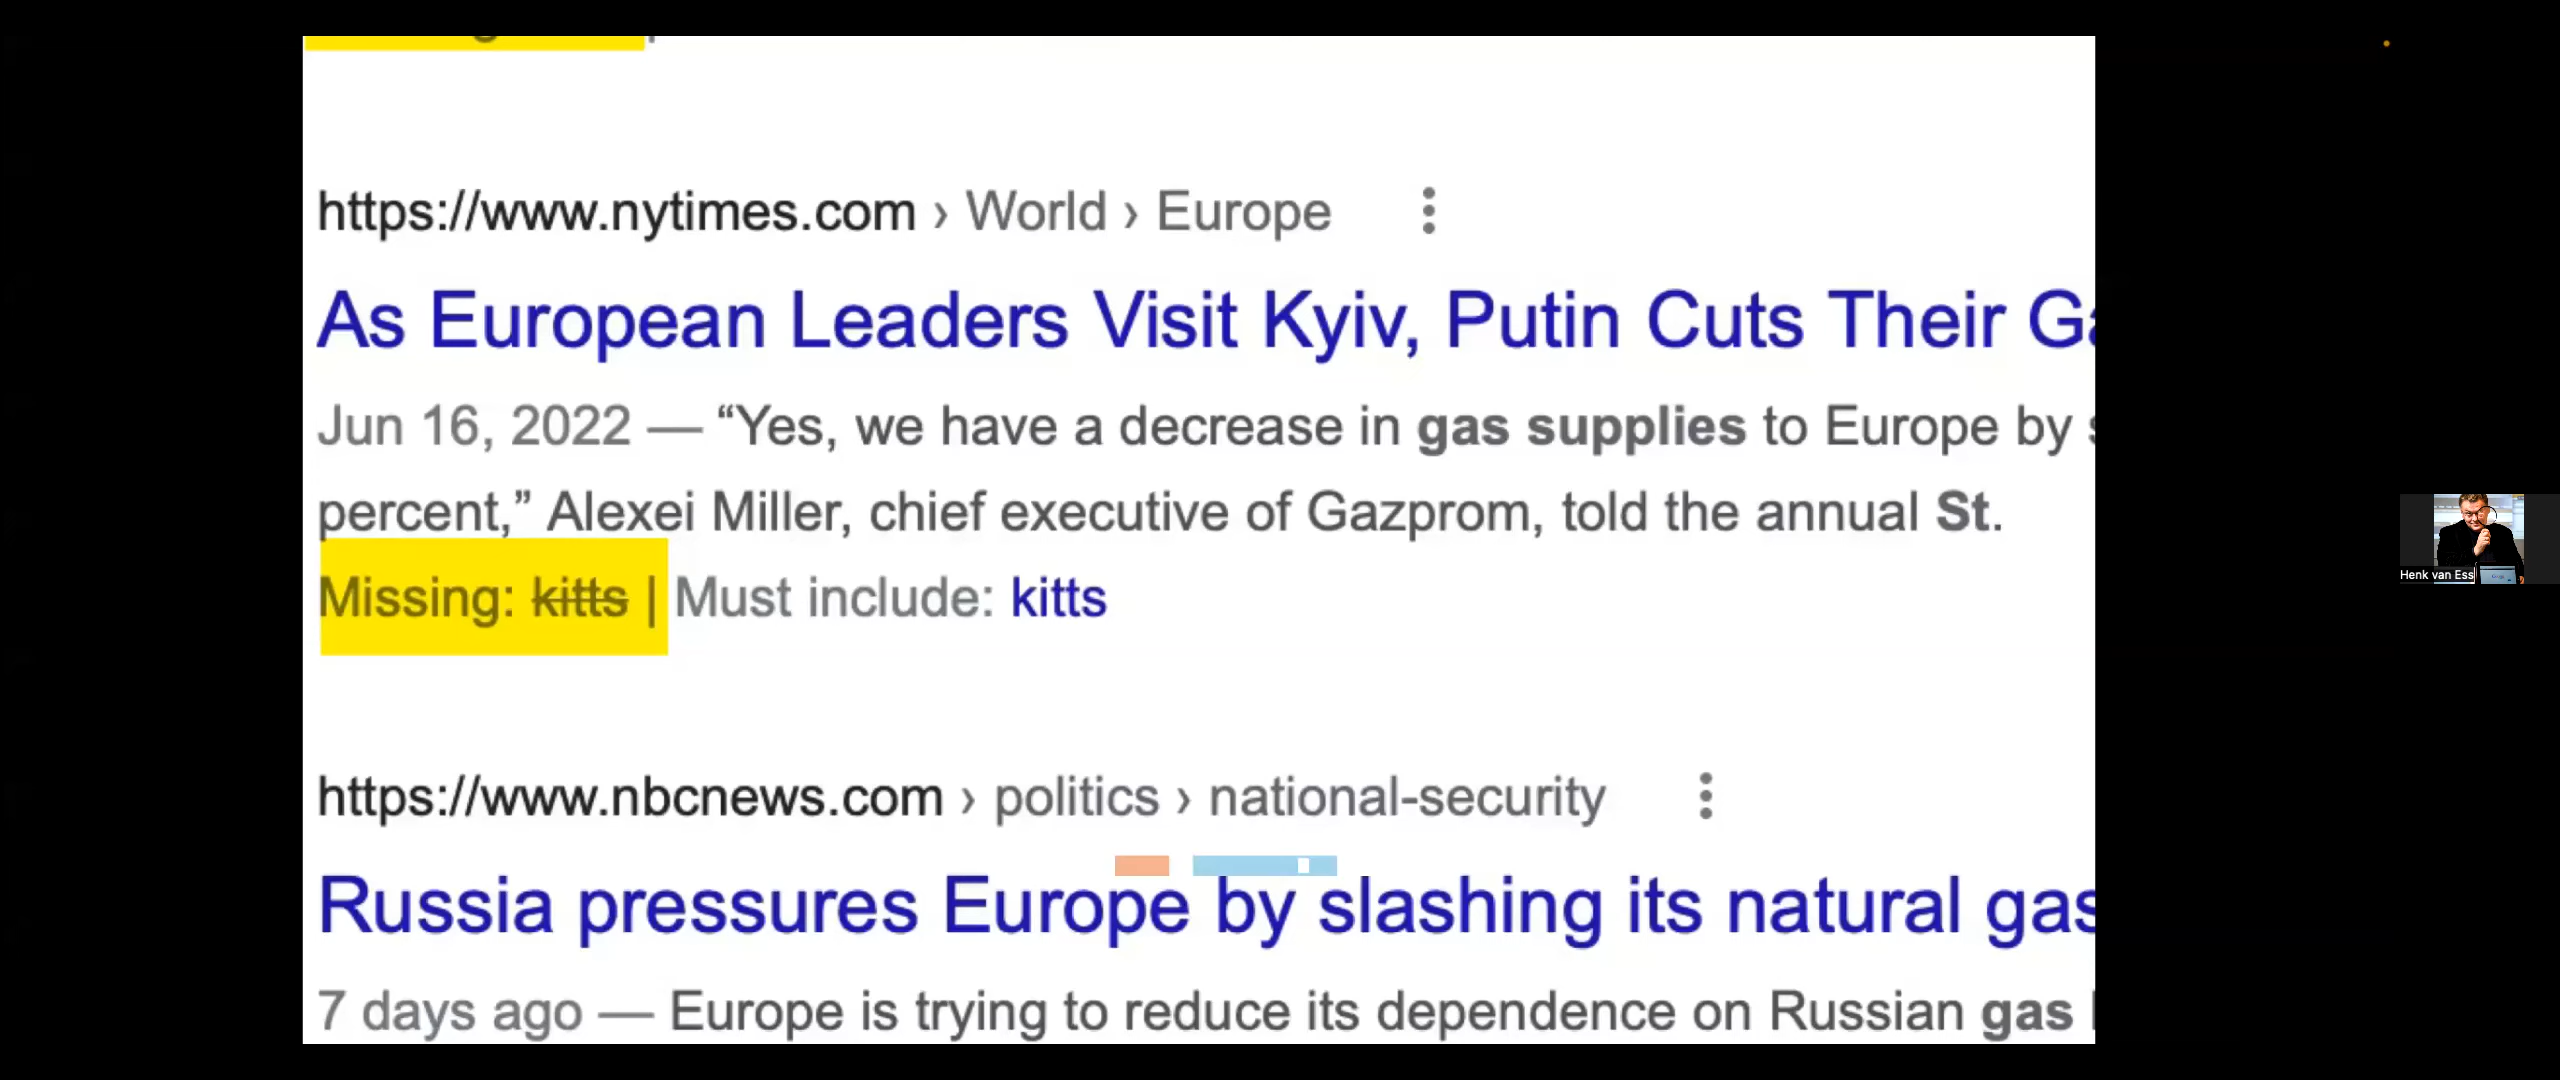 https://www.nytimes.com › World › Europe
As European Leaders Visit Kyiv, Putin Cuts Their
Jun 16, 2022 — “Yes, we have a decrease in gas supplies to Europe by
percent,” Alexei Miller, chief executive of Gazprom, told the annual St.
Missing: kitts | Must include: kitts
https://www.nbcnews.com › politics › national-security
Russia pressures Europe by slashing its natural gas
7 days ago — Europe is trying to reduce its dependence on Russian gas
Henk van Ess